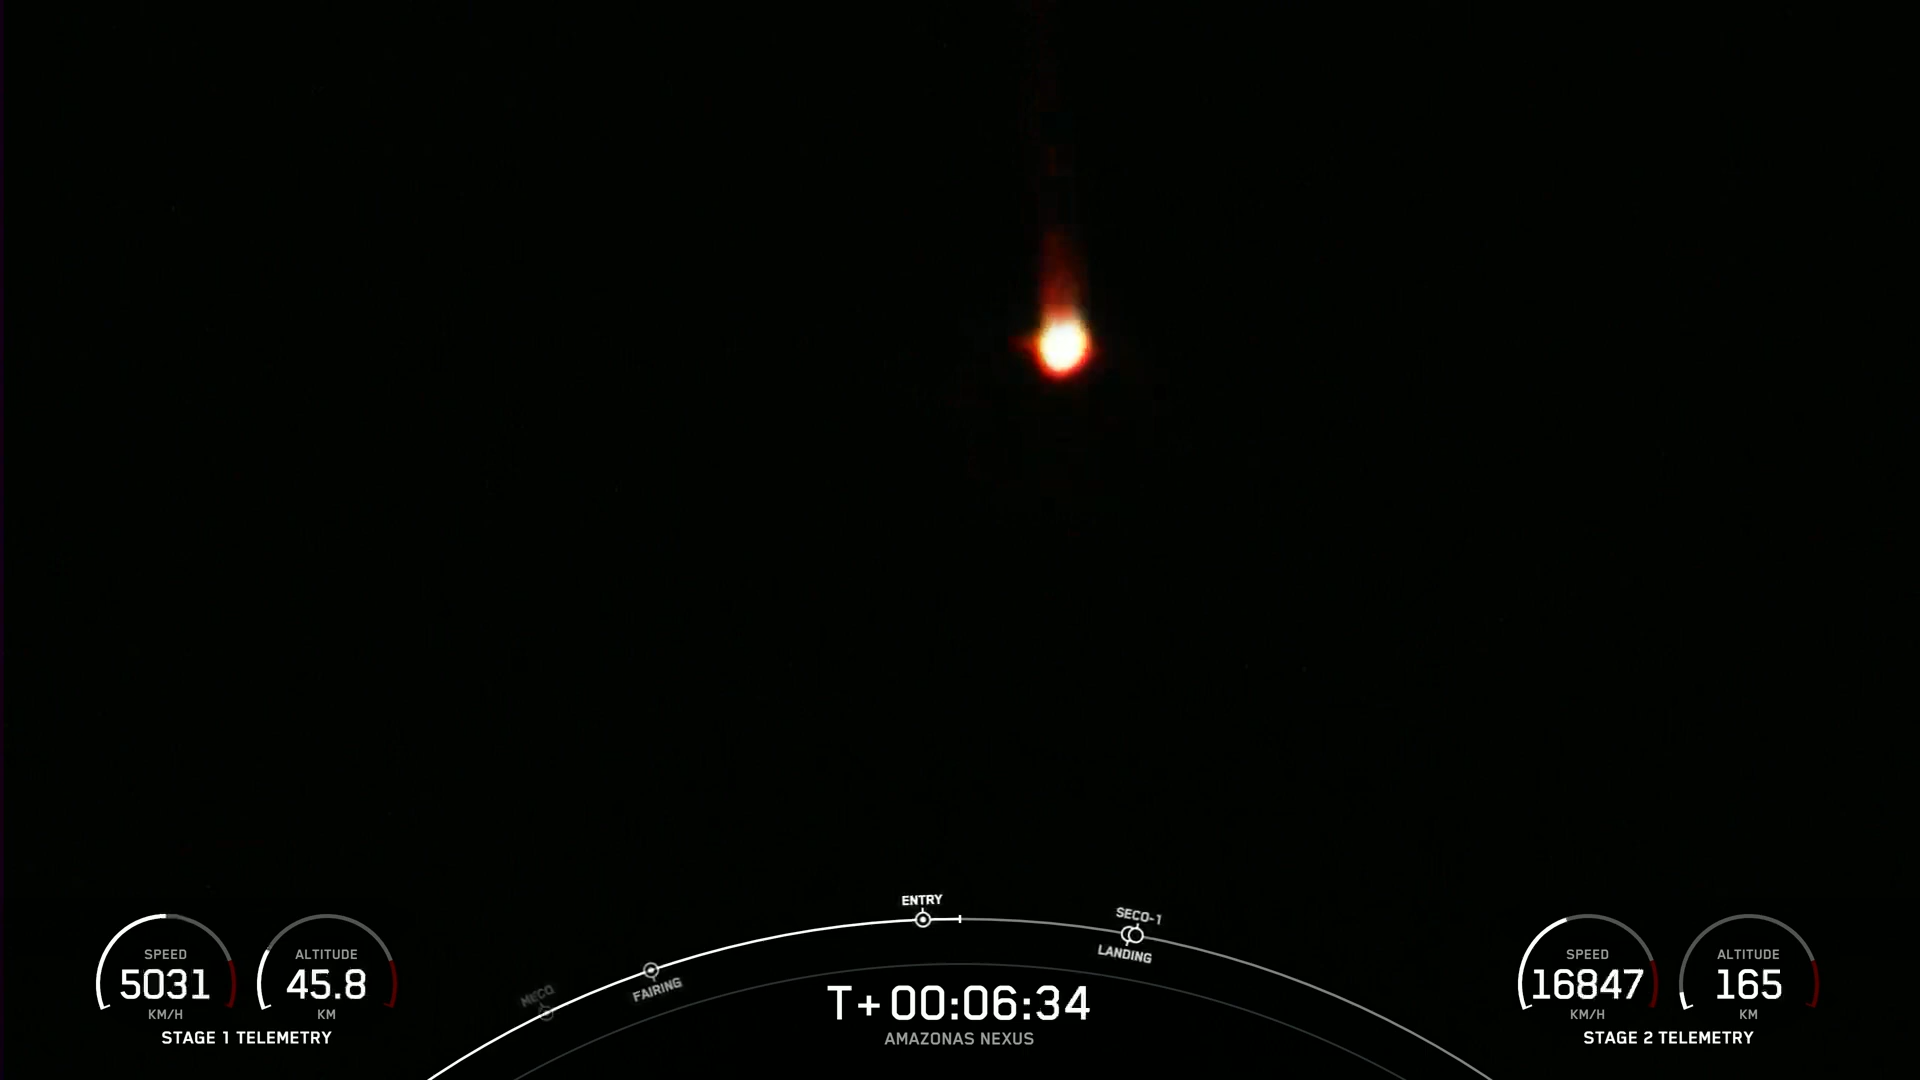 ENTRY
SECO-1
LANDING
MECO
FAIRING
SPEED
5031
KM/H
ALTITUDE
45.8
KM
STAGE 1 TELEMETRY
T+00:06:34
AMAZONAS NEXUS
SPEED
16847
KM/H
ALTITUDE
165
KM
STAGE 2 TELEMETRY